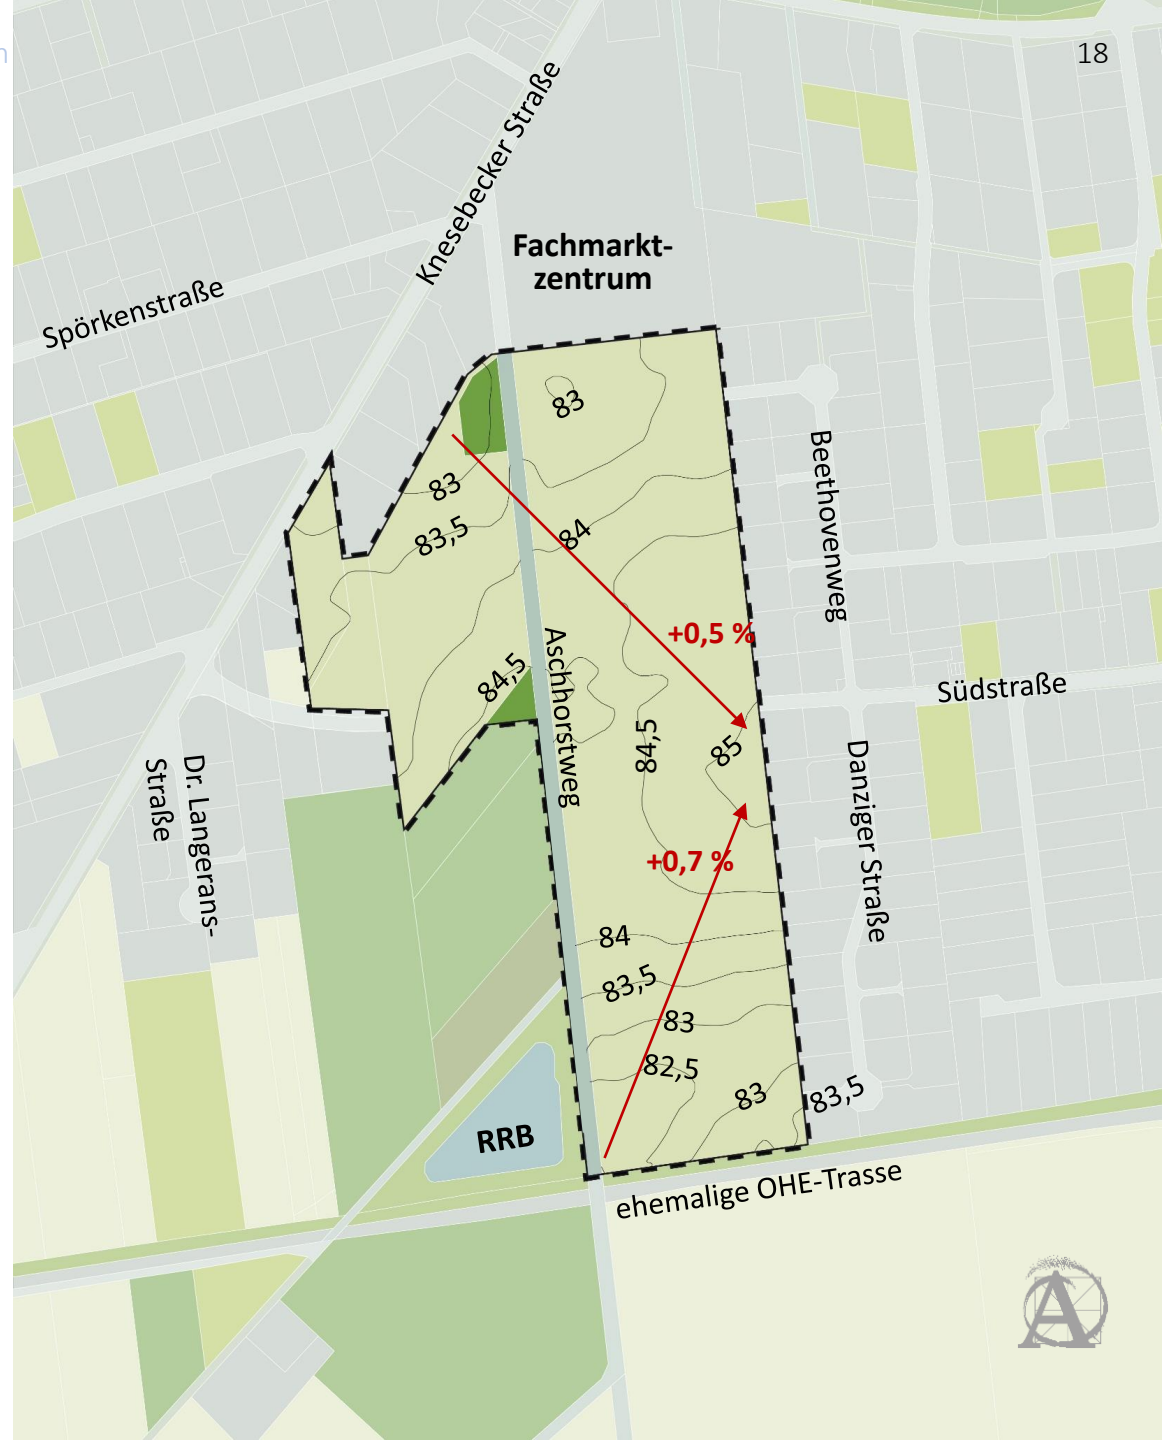 n
18
Knesebecker Straße
Fachmarkt-
zentrum
Spörkenstraße
83
83
83,5
84
Beethovenweg
+0,5 %
84,5
Aschhorstweg
Südstraße
84,5
85
Dr. Langerans-
Straße
Danziger Straße
+0,7 %
84
83,5
83
82,5
83
83,5
RRB
ehemalige OHE-Trasse
A